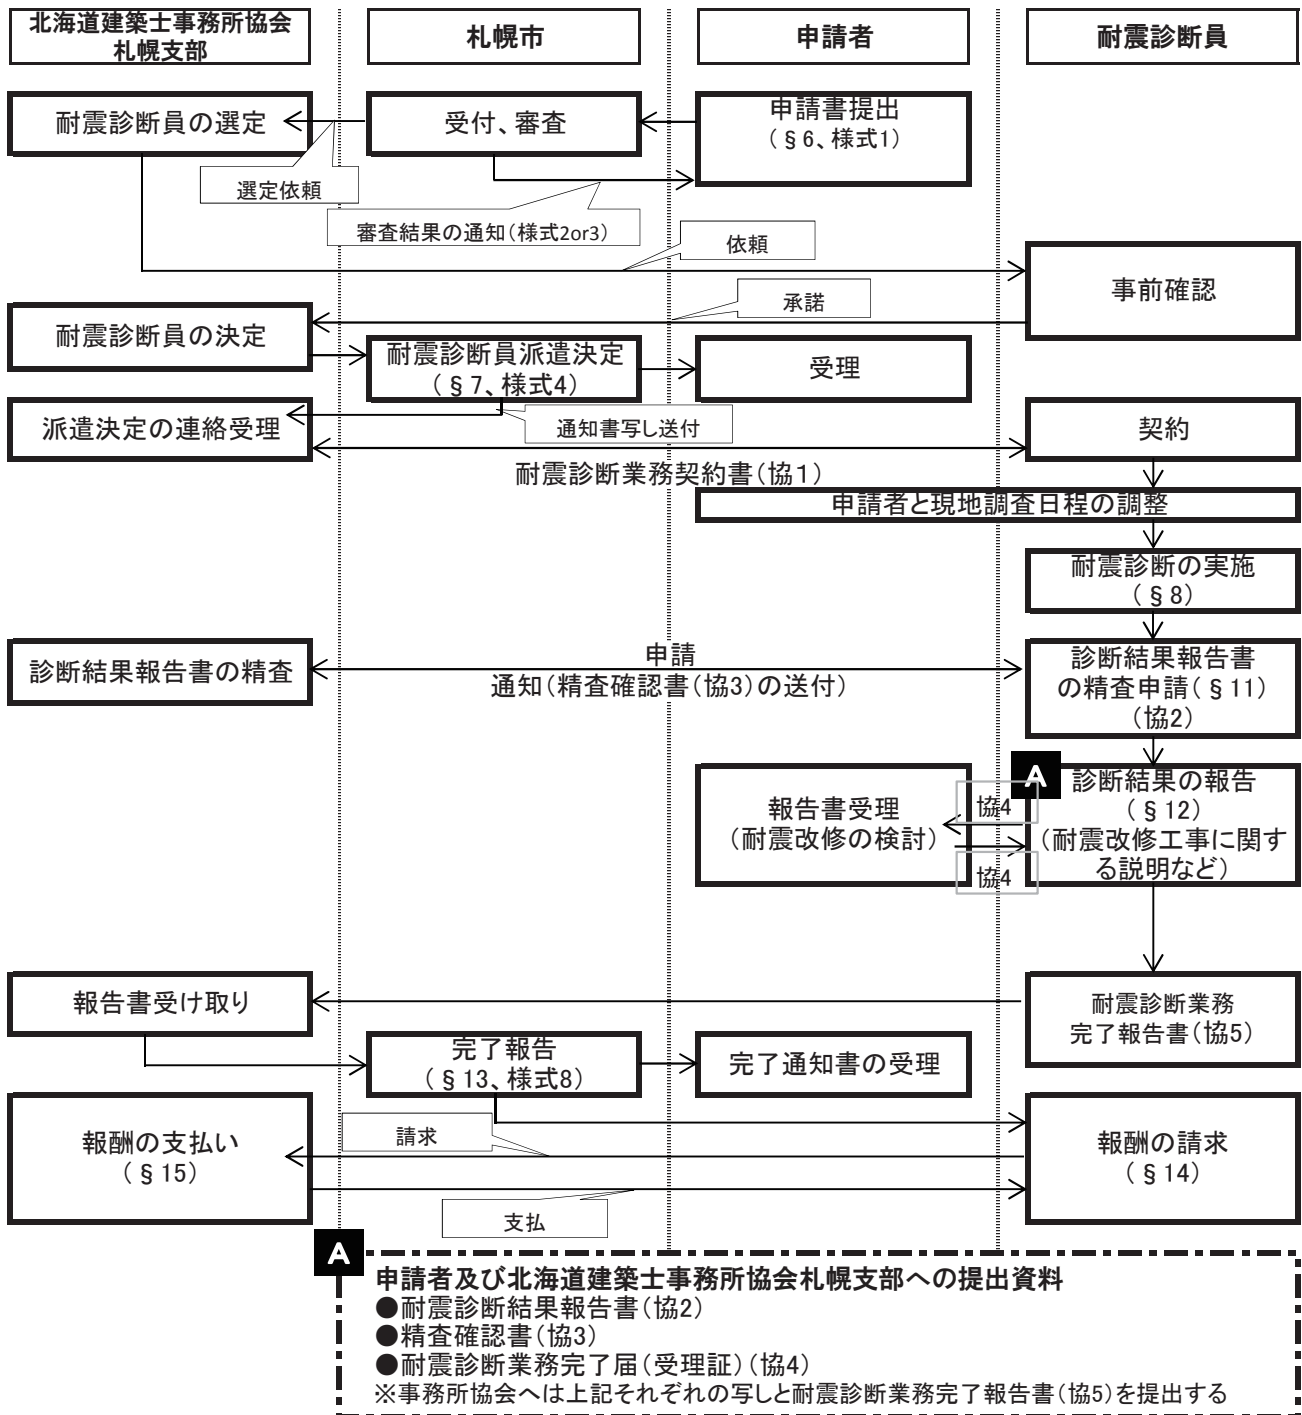 北海道建築士事務所協会
札幌支部
札幌市
申請者
耐震診断員
耐震診断員の選定
受付、審査
申請書提出
(§6、様式1)
選定依頼
審査結果の通知(様式2or3)
依頼
事前確認
承諾
耐震診断員の決定
耐震診断員派遣決定
(§7、様式4)
受理
派遣決定の連絡受理
通知書写し送付
契約
耐震診断業務契約書(協1)
申請者と現地調査日程の調整
耐震診断の実施
(§8)
診断結果報告書の精査
申請
通知(精査確認書(協3)の送付)
診断結果報告書
の精査申請(§11)
(協2)
報告書受理
(耐震改修の検討)
協4
協4
A
診断結果の報告
(§12)
(耐震改修工事に関す
る説明など)
報告書受け取り
耐震診断業務
完了報告書(協5)
完了報告
(§13、様式8)
完了通知書の受理
報酬の支払い
(§15)
請求
報酬の請求
(§14)
支払
A
申請者及び北海道建築士事務所協会札幌支部への提出資料
●耐震診断結果報告書(協2)
●精査確認書(協3)
●耐震診断業務完了届(受理証)(協4)
※事務所協会へは上記それぞれの写しと耐震診断業務完了報告書(協5)を提出する